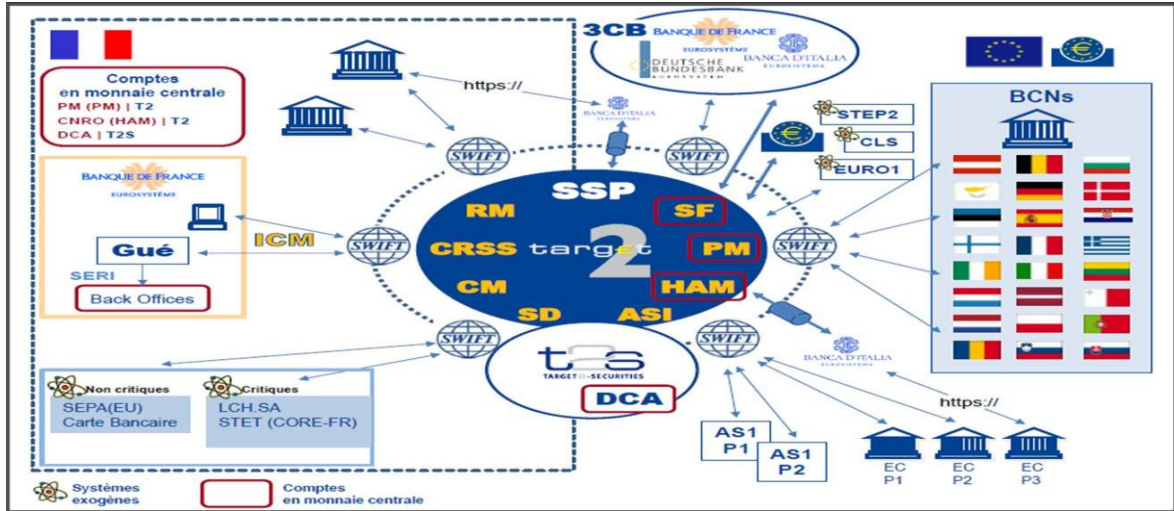 Comptes
en monnaie centrale
PM (PM) | T2
CNRO (HAM) | T2
DCA | T2S
BANQUE DE FRANCE
EUROSYSTÈME
Gué
SERI
Back Offices
ICM
https://
BANCA D'ITALIA
3CB
BANQUE DE FRANCE
EUROSYSTÈME
DEUTSCHE
BUNDESBANK
BANCA D'ITALIA
EUROSISTEMA
STEP2
CLS
EURO1
BCNs
SWIFT
SWIFT
SWIFT
SWIFT
SWIFT
SWIFT
SSP
RM
SF
CRSS
target
2
PM
CM
HAM
SD
ASI
t2s
TARGET2-SECURITIES
DCA
BANCA D'ITALIA
EUROSISTEMA
https://
Non critiques
SEPA(EU)
Carte Bancaire
Critiques
LCH.SA
STET (CORE-FR)
AS1
P1
AS1
P2
EC
P1
EC
P2
EC
P3
Systèmes
exogènes
Comptes
en monnaie centrale